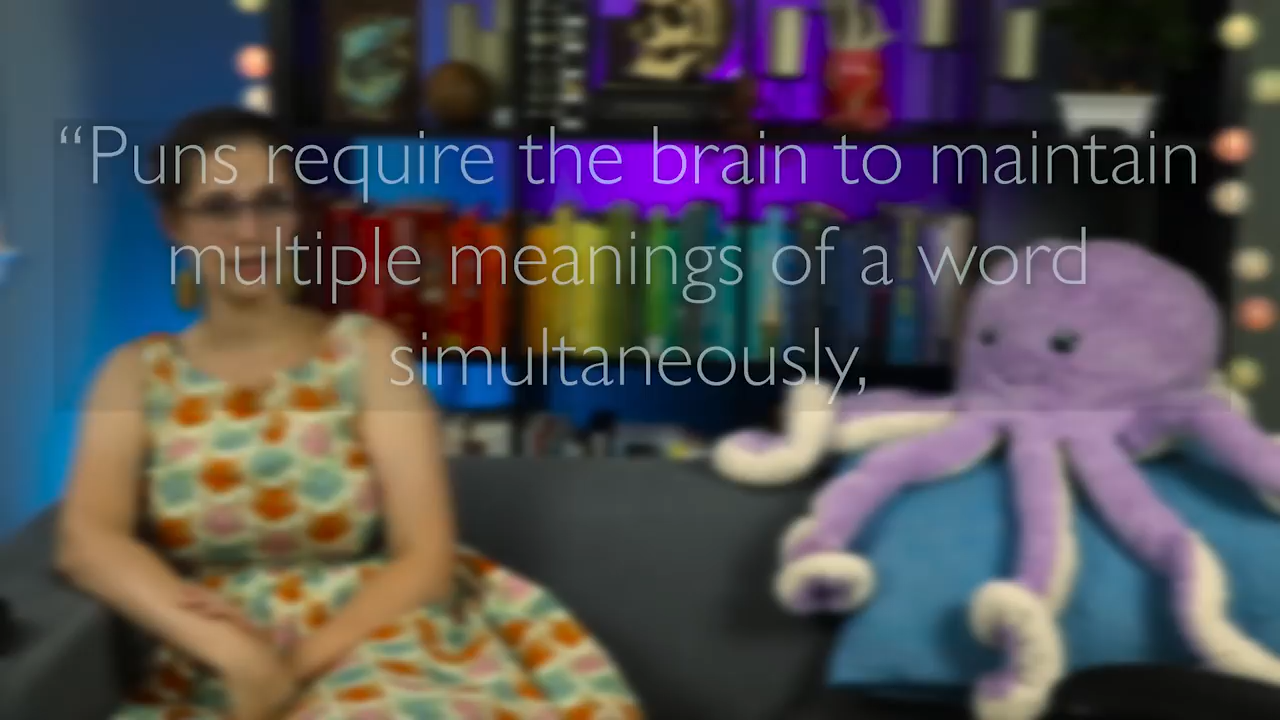 “Puns require the brain to maintain
multiple meanings of a word
simultaneously,